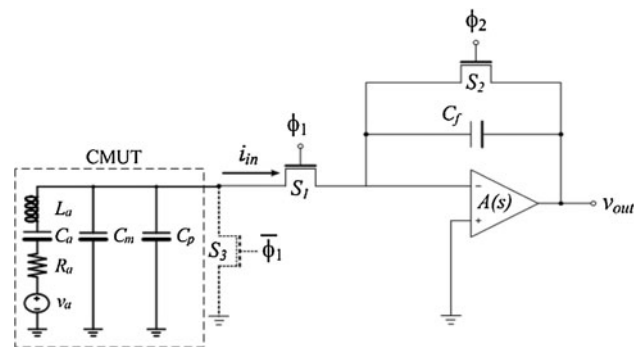 ϕ2
S2
Cf
ϕ1
CMUT
iin
S1
La
Ca
Cm
Cp
S3
ϕ̅1
Ra
va
−
A(s)
+
vout